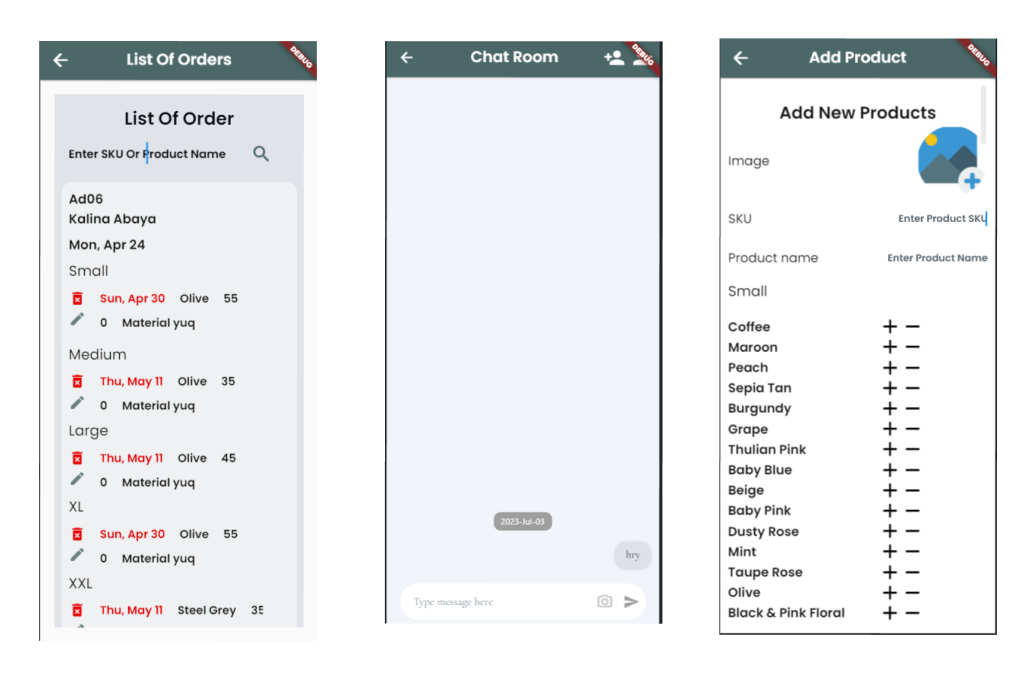 List Of Orders
DEBUG
List Of Order
Enter SKU Or Product Name
Ad06
Kalina Abaya
Mon, Apr 24
Small
Sun, Apr 30 Olive 55
0 Material yuq
Medium
Thu, May 11 Olive 35
0 Material yuq
Large
Thu, May 11 Olive 45
0 Material yuq
XL
Sun, Apr 30 Olive 55
0 Material yuq
XXL
Thu, May 11 Steel Grey 35
Chat Room
DEBUG
2023-Jul-03
hry
Type message here
Add Product
DEBUG
Add New Products
Image
SKU Enter Product SKU
Product name Enter Product Name
Small
Coffee
Maroon
Peach
Sepia Tan
Burgundy
Grape
Thulian Pink
Baby Blue
Beige
Baby Pink
Dusty Rose
Mint
Taupe Rose
Olive
Black & Pink Floral